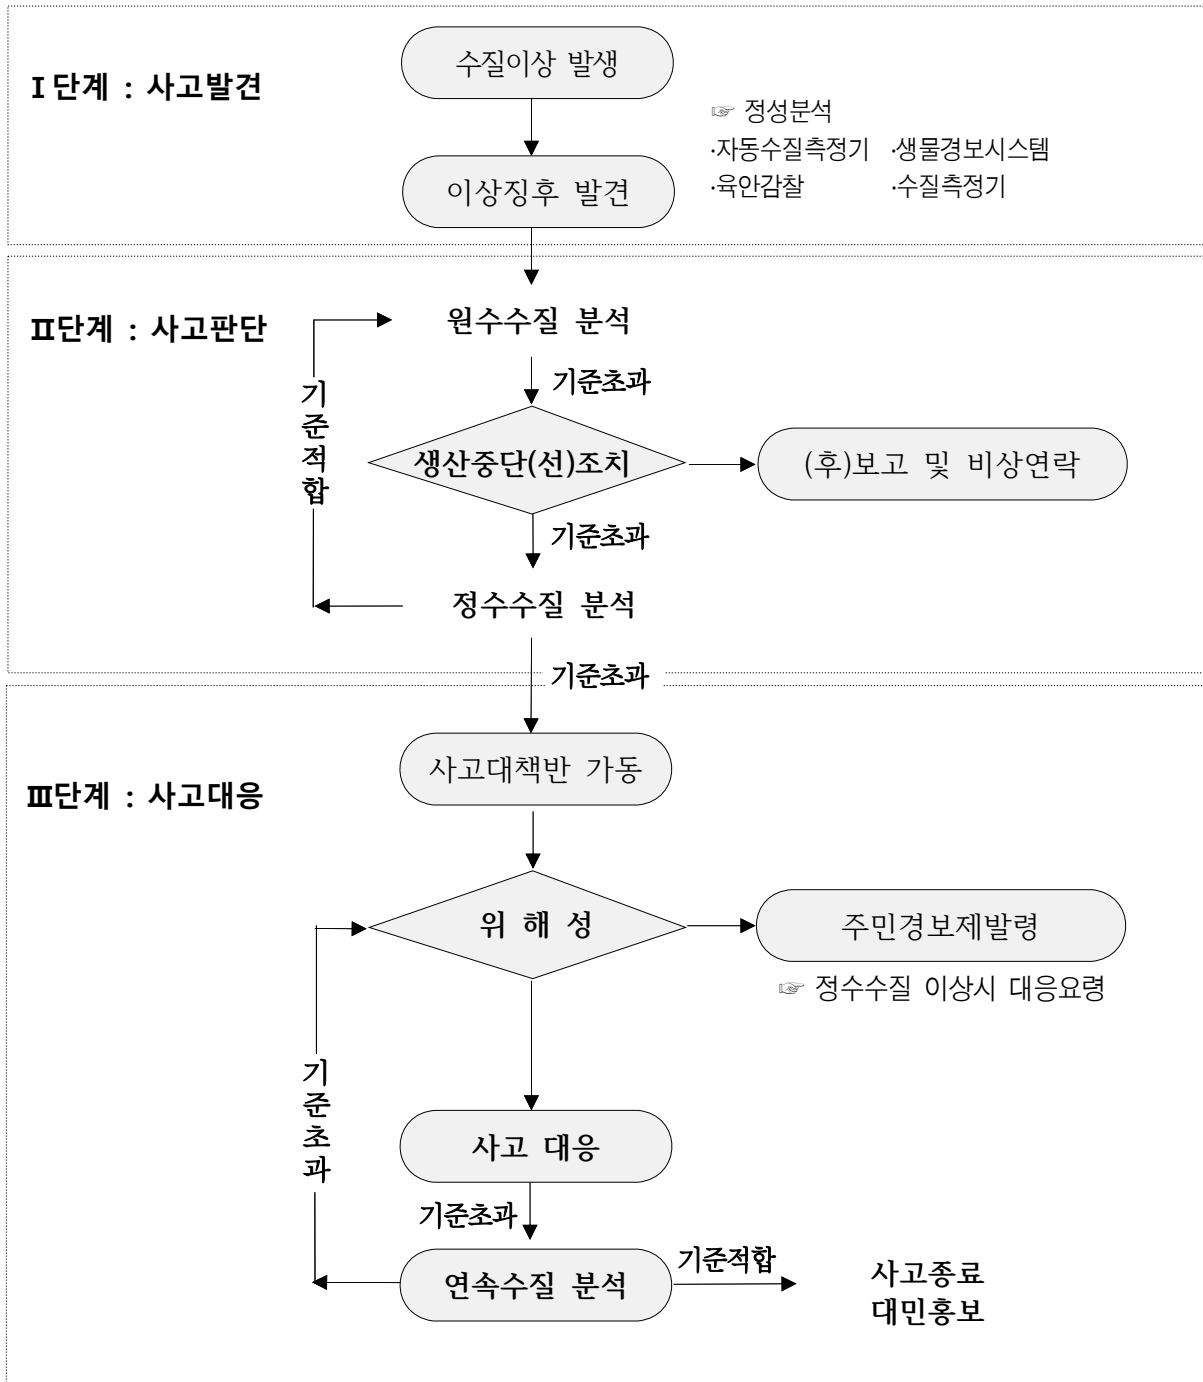 수질이상 발생
Ⅰ단계 : 사고발견
☞ 정성분석
·자동수질측정기 ·생물경보시스템
·육안감찰 ·수질측정기
이상징후 발견
Ⅱ단계 : 사고판단
원수수질 분석
기준초과
기준적합
생산중단(선)조치
(후)보고 및 비상연락
기준초과
정수수질 분석
기준초과
사고대책반 가동
Ⅲ단계 : 사고대응
위 해 성
주민경보제발령
☞ 정수수질 이상시 대응요령
기준초과
사고 대응
기준초과
연속수질 분석
기준적합
사고종료
대민홍보